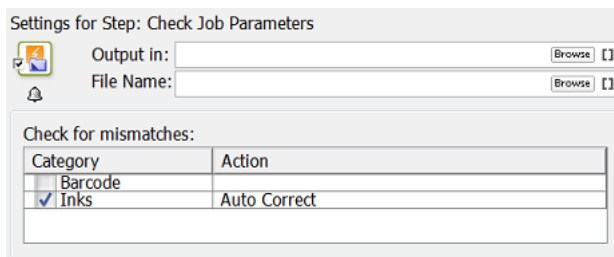 Settings for Step: Check Job Parameters
Output in: Browse []
File Name: Browse []
Check for mismatches:
Category Action
Barcode
Inks Auto Correct